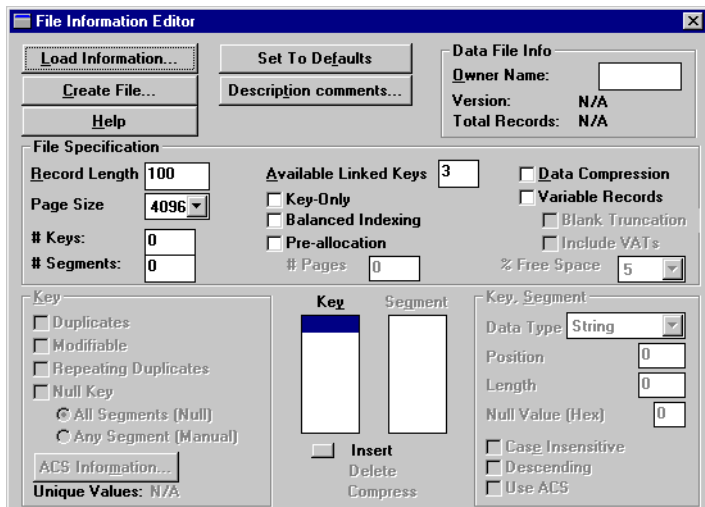 File Information Editor
Load Information...
Set To Defaults
Data File Info
Owner Name:
Create File...
Description comments...
Version: N/A
Help
Total Records: N/A
File Specification
Record Length 100
Available Linked Keys 3
Data Compression
Page Size 4096
Key-Only
Variable Records
Balanced Indexing
Blank Truncation
# Keys: 0
Pre-allocation
Include VATs
# Segments: 0
# Pages 0
% Free Space 5
Key
Duplicates
Modifiable
Repeating Duplicates
Null Key
All Segments (Null)
Any Segment (Manual)
ACS Information...
Unique Values: N/A
Key Segment
Insert
Delete
Compress
Key, Segment
Data Type String
Position 0
Length 0
Null Value (Hex) 0
Case Insensitive
Descending
Use ACS